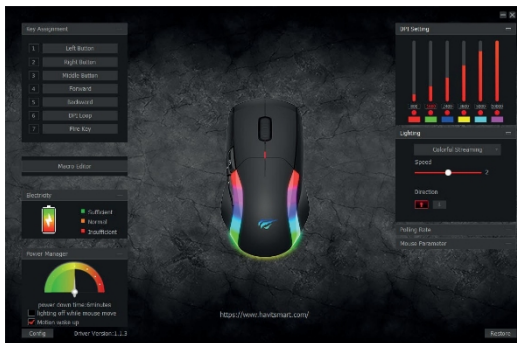 Key Assignment
1 Left Button
2 Right Button
3 Middle Button
4 Forward
5 Backward
6 DPI Loop
7 Fire Key
Macro Editor
Electricity
Sufficient
Normal
Insufficient
Power Manager
power down time:6minutes
lighting off while mouse move
Motion wake up
Config
Driver Version:1.1.3
https://www.havitsmart.com/
DPI Setting
Lighting
Colorful Streaming
Speed
2
Direction
Polling Rate
Mouse Parameter
Restore